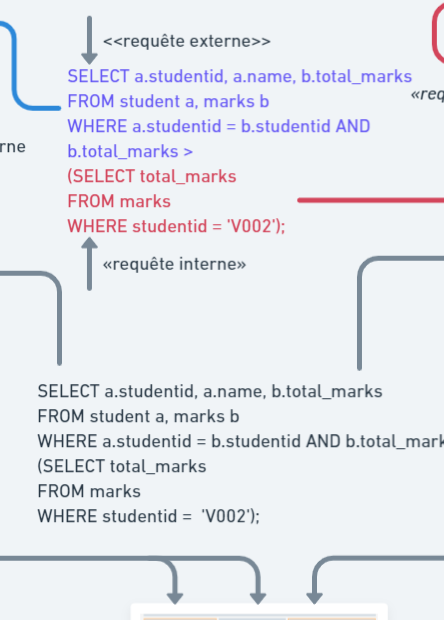 <<requête externe>>
SELECT a.studentid, a.name, b.total_marks
FROM student a, marks b
«req
WHERE a.studentid = b.studentid AND
rne
b.total_marks >
(SELECT total_marks
FROM marks
WHERE studentid = 'V002');
«requête interne»
SELECT a.studentid, a.name, b.total_marks
FROM student a, marks b
WHERE a.studentid = b.studentid AND b.total_mark
(SELECT total_marks
FROM marks
WHERE studentid = 'V002');